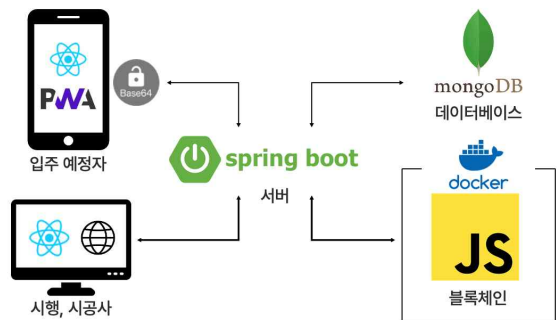 PWA
Base64
입주 예정자
시행, 시공사
spring boot
서버
mongoDB
데이터베이스
docker
JS
블록체인